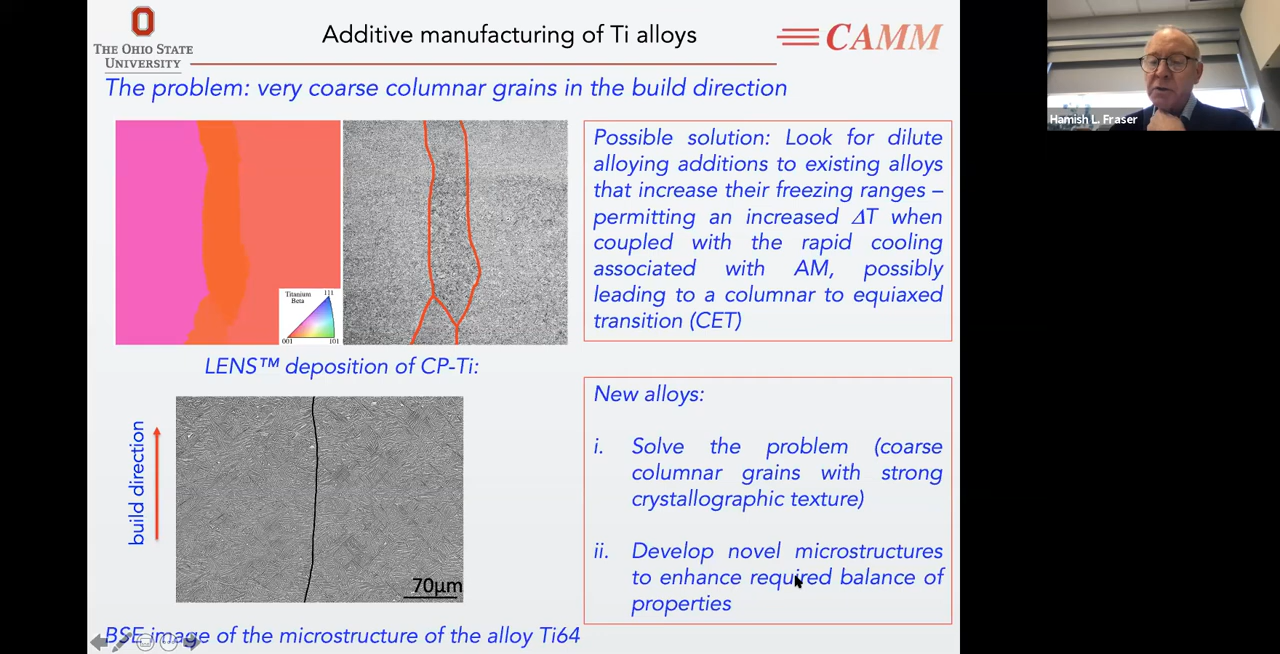 THE OHIO STATE
UNIVERSITY
Additive manufacturing of Ti alloys
CAMM
The problem: very coarse columnar grains in the build direction
Titanium
Beta
111
001
101
LENS™ deposition of CP-Ti:
build direction
70μm
BSE image of the microstructure of the alloy Ti64
Possible solution: Look for dilute
alloying additions to existing alloys
that increase their freezing ranges –
permitting an increased ΔT when
coupled with the rapid cooling
associated with AM, possibly
leading to a columnar to equiaxed
transition (CET)
New alloys:
i. Solve the problem (coarse
columnar grains with strong
crystallographic texture)
ii. Develop novel microstructures
to enhance required balance of
properties
Hamish L. Fraser